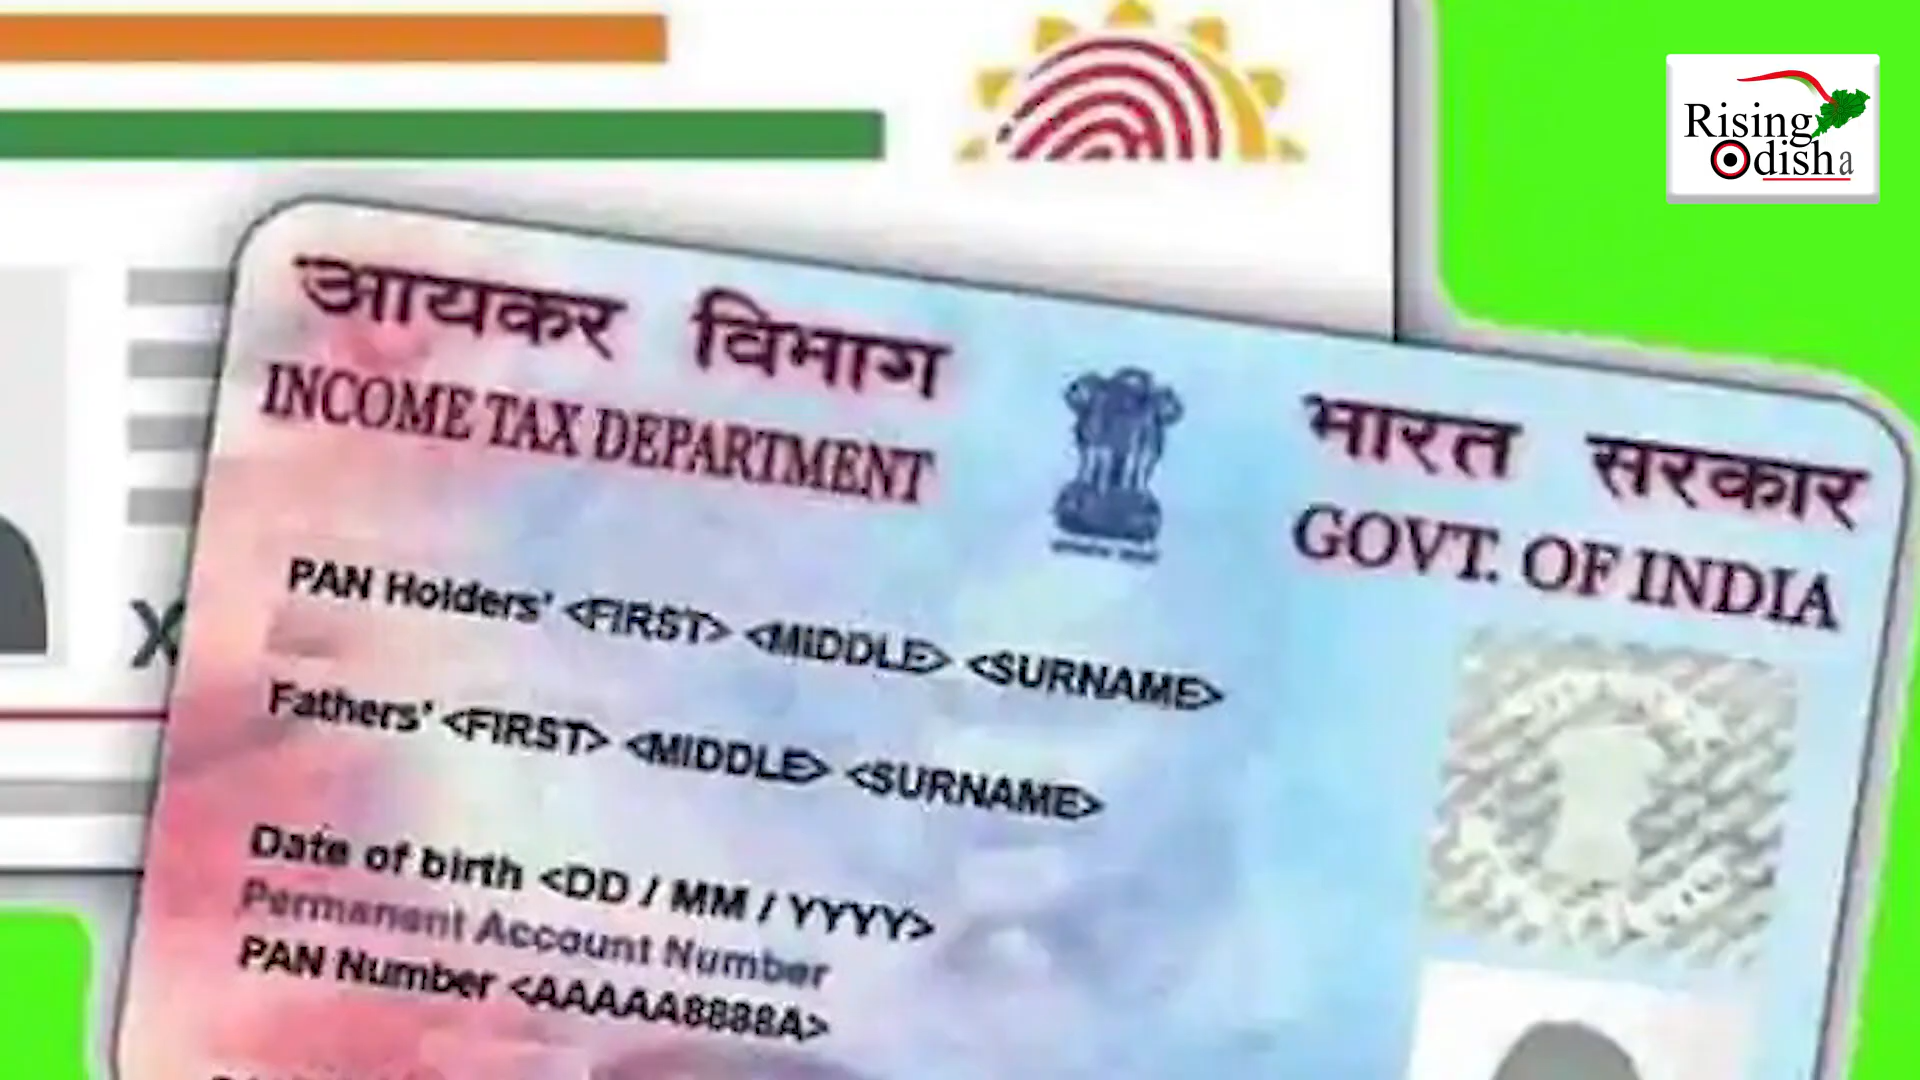 Rising
Odisha
आयकर विभाग
INCOME TAX DEPARTMENT
भारत सरकार
GOVT. OF INDIA
PAN Holders' <FIRST> <MIDDLE> <SURNAME>
Fathers' <FIRST> <MIDDLE> <SURNAME>
Date of birth <DD / MM / YYYY>
Permanent Account Number
PAN Number <AAAAA8888A>
X